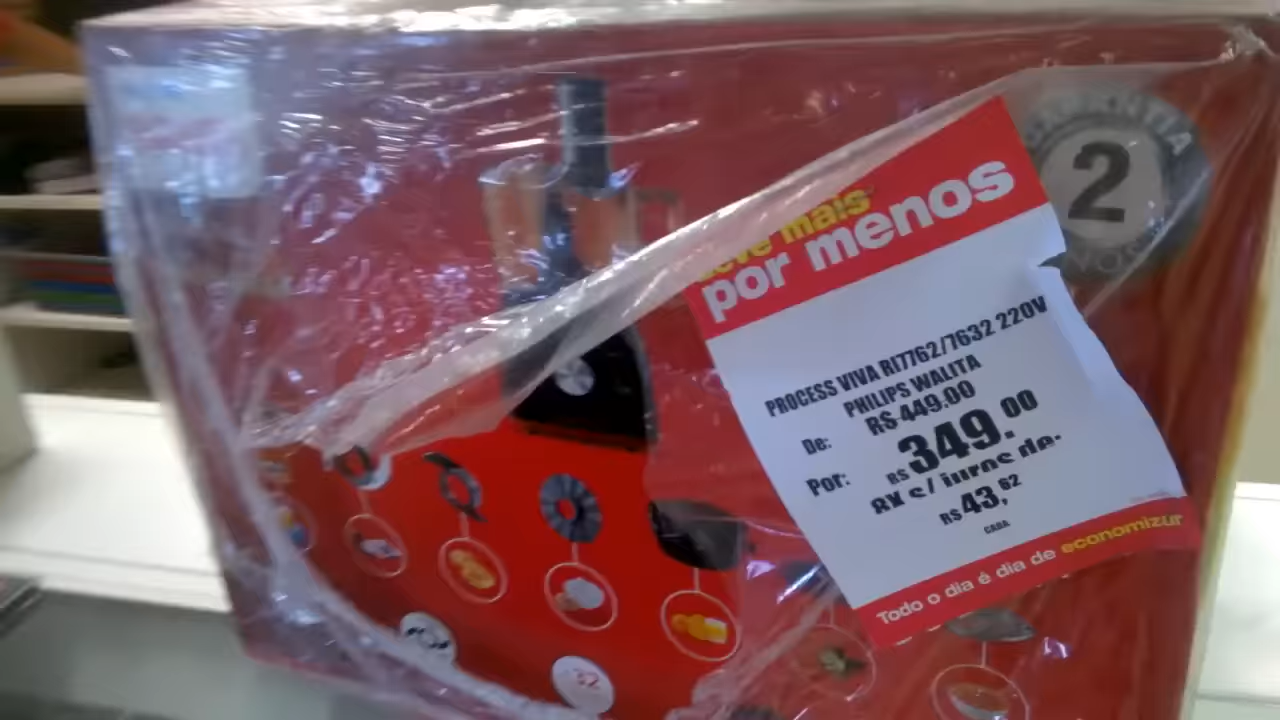 GARANTIA
2
leve mais
por menos
PROCESS VIVA RI7762/7632 220V
PHILIPS WALITA
De: R$ 449.00
Por: R$ 349.00
8X s/ juros de:
R$ 43,62
CADA
Todo o dia é dia de economizar